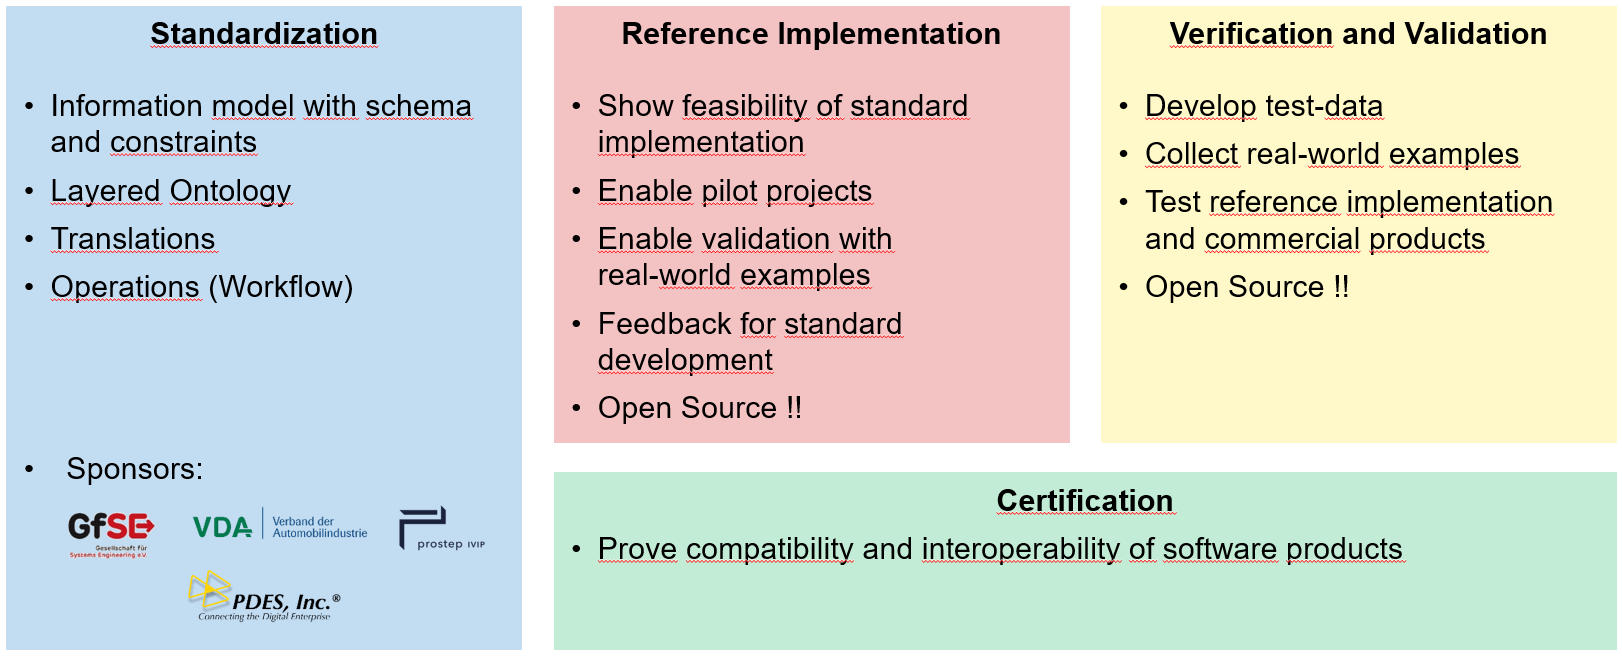 Standardization
• Information model with schema
and constraints
• Layered Ontology
• Translations
• Operations (Workflow)
• Sponsors:
GfSE
Gesellschaft für
Systems Engineering e.V.
VDA
Verband der
Automobilindustrie
prostep IVIP
PDES, Inc.®
Connecting the Digital Enterprise
Reference Implementation
• Show feasibility of standard
implementation
• Enable pilot projects
• Enable validation with
real-world examples
• Feedback for standard
development
• Open Source !!
Verification and Validation
• Develop test-data
• Collect real-world examples
• Test reference implementation
and commercial products
• Open Source !!
Certification
• Prove compatibility and interoperability of software products